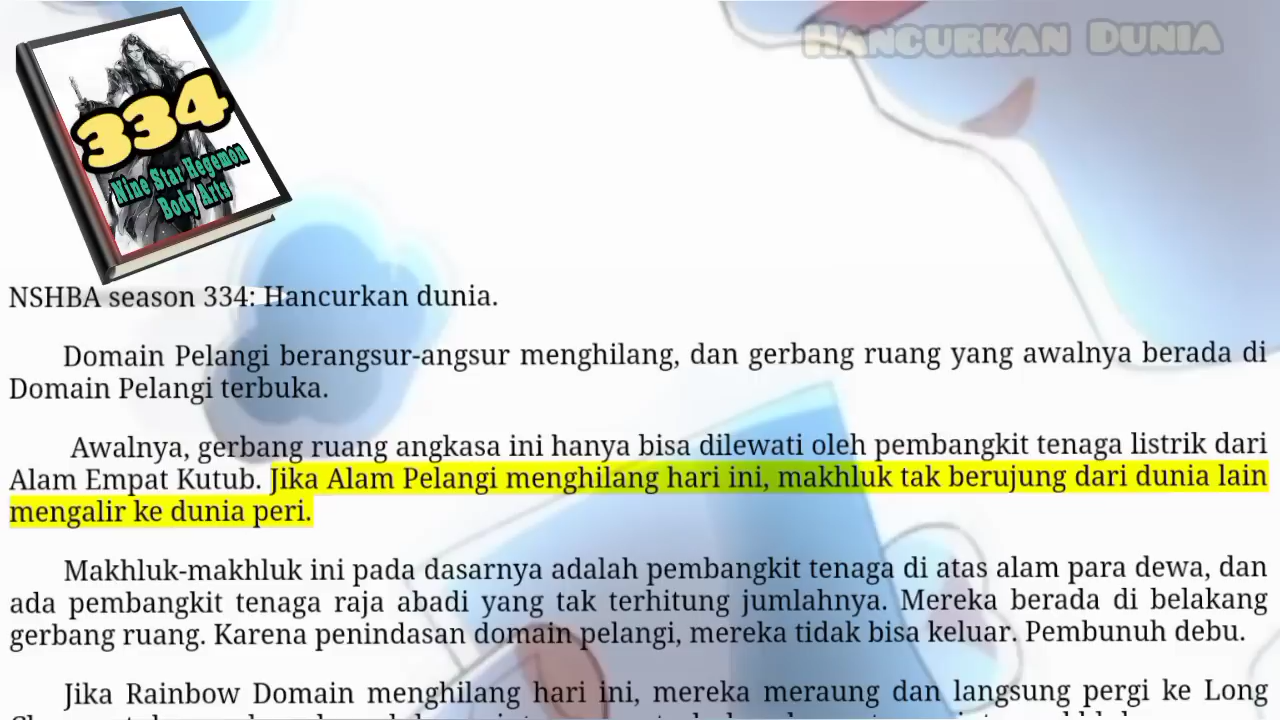 Hancurkan Dunia
334
Nine Star Hegemon
Body Arts
NSHBA season 334: Hancurkan dunia.
Domain Pelangi berangsur-angsur menghilang, dan gerbang ruang yang awalnya berada di
Domain Pelangi terbuka.
Awalnya, gerbang ruang angkasa ini hanya bisa dilewati oleh pembangkit tenaga listrik dari
Alam Empat Kutub. Jika Alam Pelangi menghilang hari ini, makhluk tak berujung dari dunia lain
mengalir ke dunia peri.
Makhluk-makhluk ini pada dasarnya adalah pembangkit tenaga di atas alam para dewa, dan
ada pembangkit tenaga raja abadi yang tak terhitung jumlahnya. Mereka berada di belakang
gerbang ruang. Karena penindasan domain pelangi, mereka tidak bisa keluar. Pembunuh debu.
Jika Rainbow Domain menghilang hari ini, mereka meraung dan langsung pergi ke Long